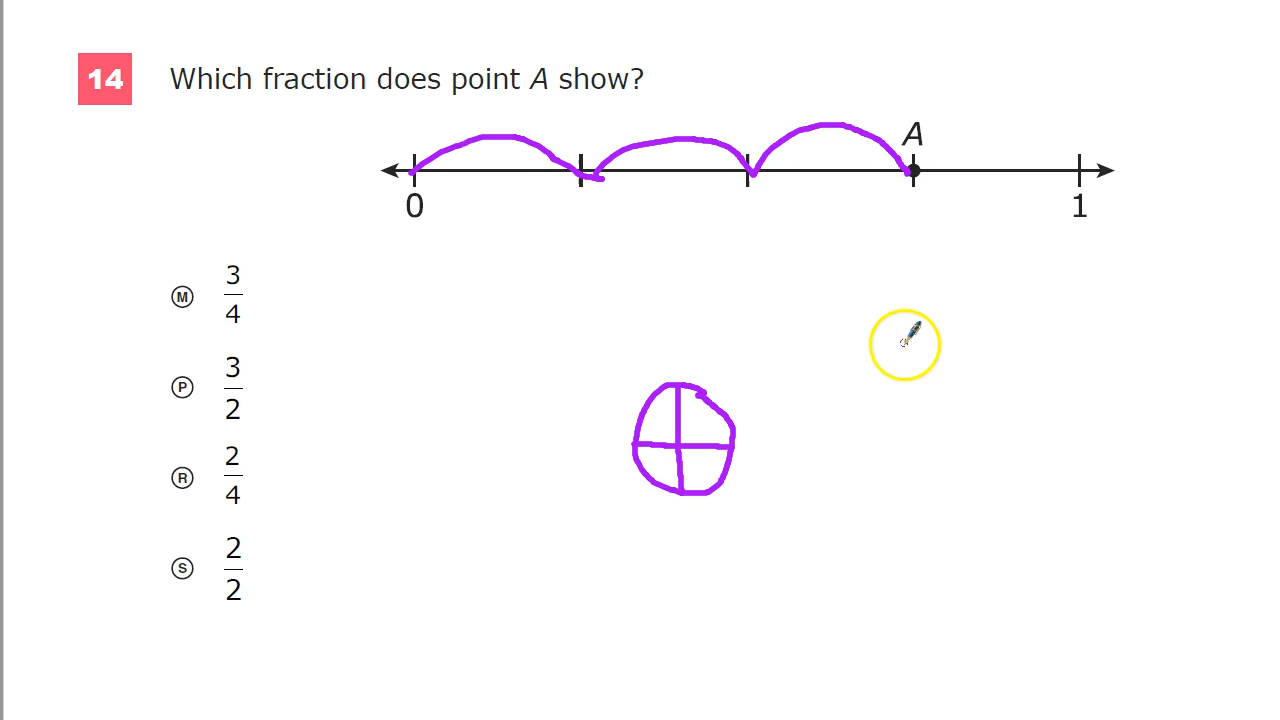 14 Which fraction does point A show?
A
0 1
M 3/4
P 3/2
R 2/4
S 2/2